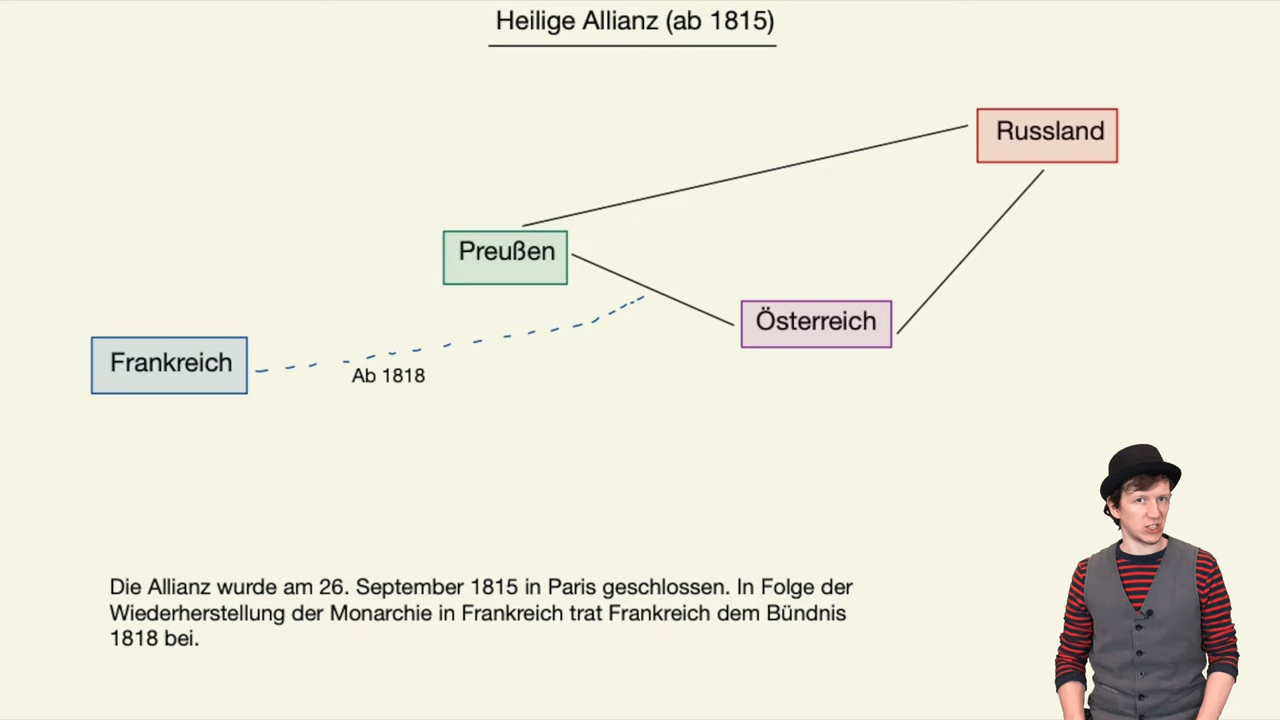 Heilige Allianz (ab 1815)
Russland
Preußen
Österreich
Frankreich
Ab 1818
Die Allianz wurde am 26. September 1815 in Paris geschlossen. In Folge der
Wiederherstellung der Monarchie in Frankreich trat Frankreich dem Bündnis
1818 bei.